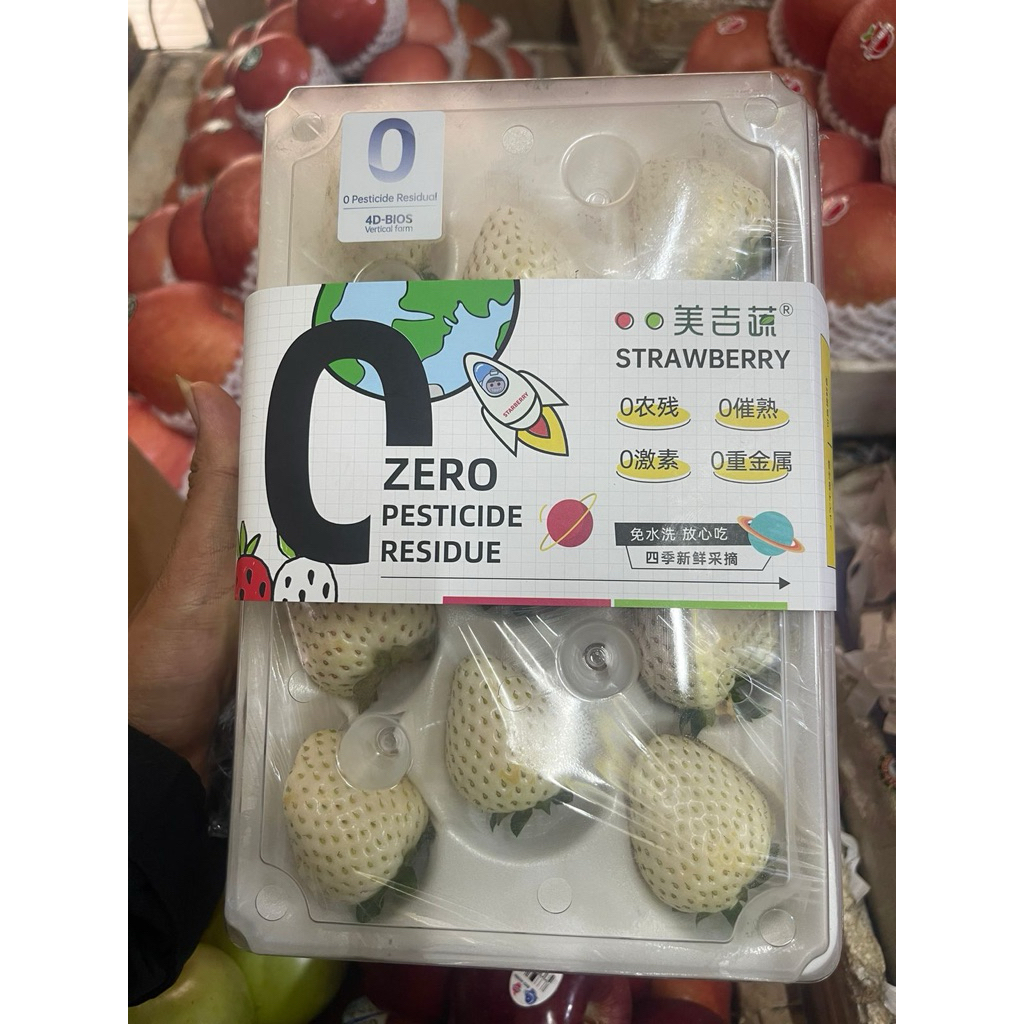 0
0 Pesticide Residual
4D-BIOS
Vertical farm
美吉蔬®
STRAWBERRY
0农残 0催熟
0激素 0重金属
STARBERRY
0
ZERO
PESTICIDE
RESIDUE
免水洗 放心吃
四季新鲜采摘